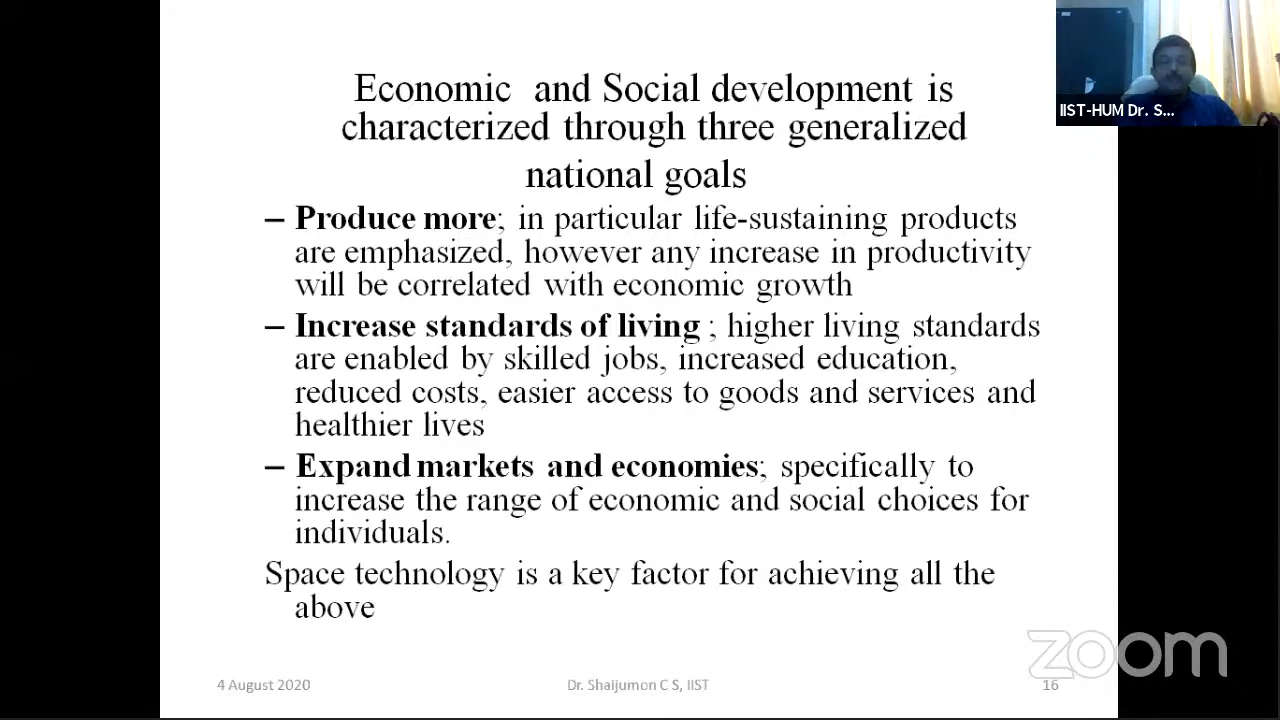 Economic and Social development is
characterized through three generalized
national goals
– Produce more; in particular life-sustaining products
are emphasized, however any increase in productivity
will be correlated with economic growth
– Increase standards of living ; higher living standards
are enabled by skilled jobs, increased education,
reduced costs, easier access to goods and services and
healthier lives
– Expand markets and economies; specifically to
increase the range of economic and social choices for
individuals.
Space technology is a key factor for achieving all the
above
4 August 2020
Dr. Shaijumon C S, IIST
16
IIST-HUM Dr. S...
zoom